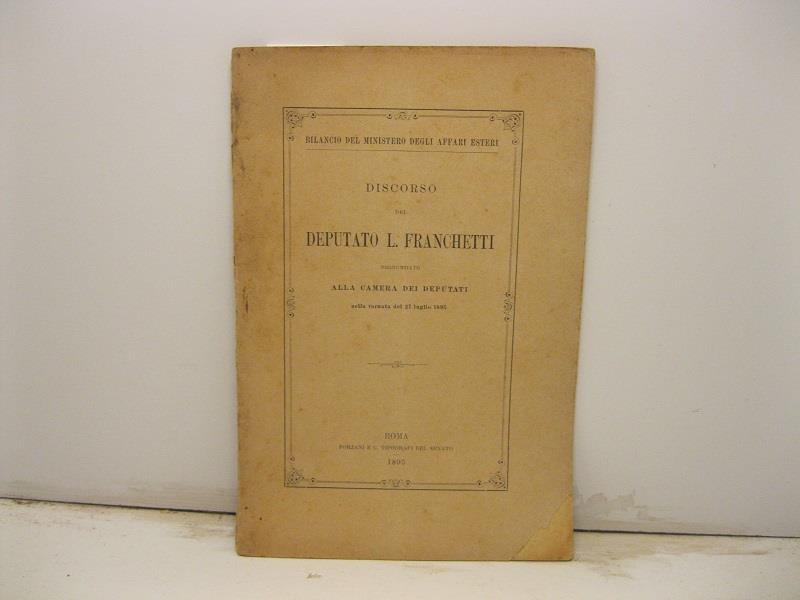 BILANCIO DEL MINISTERO DEGLI AFFARI ESTERI
DISCORSO
DEL
DEPUTATO L. FRANCHETTI
PRONUNZIATO
ALLA CAMERA DEI DEPUTATI
nella tornata del 27 luglio 1895
ROMA
FORZANI E C. TIPOGRAFI DEL SENATO
1895